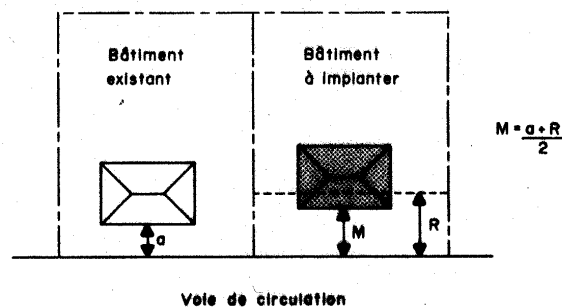 Bâtiment
existant
Bâtiment
à implanter
M = a + R
2
a
M
R
Voie de circulation